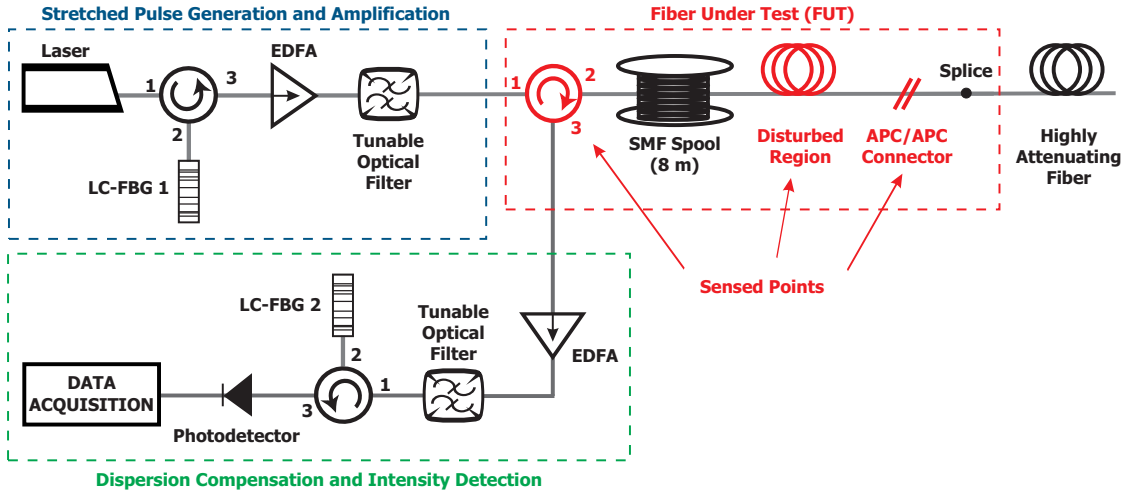 Stretched Pulse Generation and Amplification
Laser
1
3
2
EDFA
Tunable
Optical
Filter
LC-FBG 1
Fiber Under Test (FUT)
1
2
3
SMF Spool
(8 m)
Disturbed
Region
APC/APC
Connector
Splice
Highly
Attenuating
Fiber
Sensed Points
LC-FBG 2
2
1
3
Tunable
Optical
Filter
EDFA
DATA
ACQUISITION
Photodetector
Dispersion Compensation and Intensity Detection